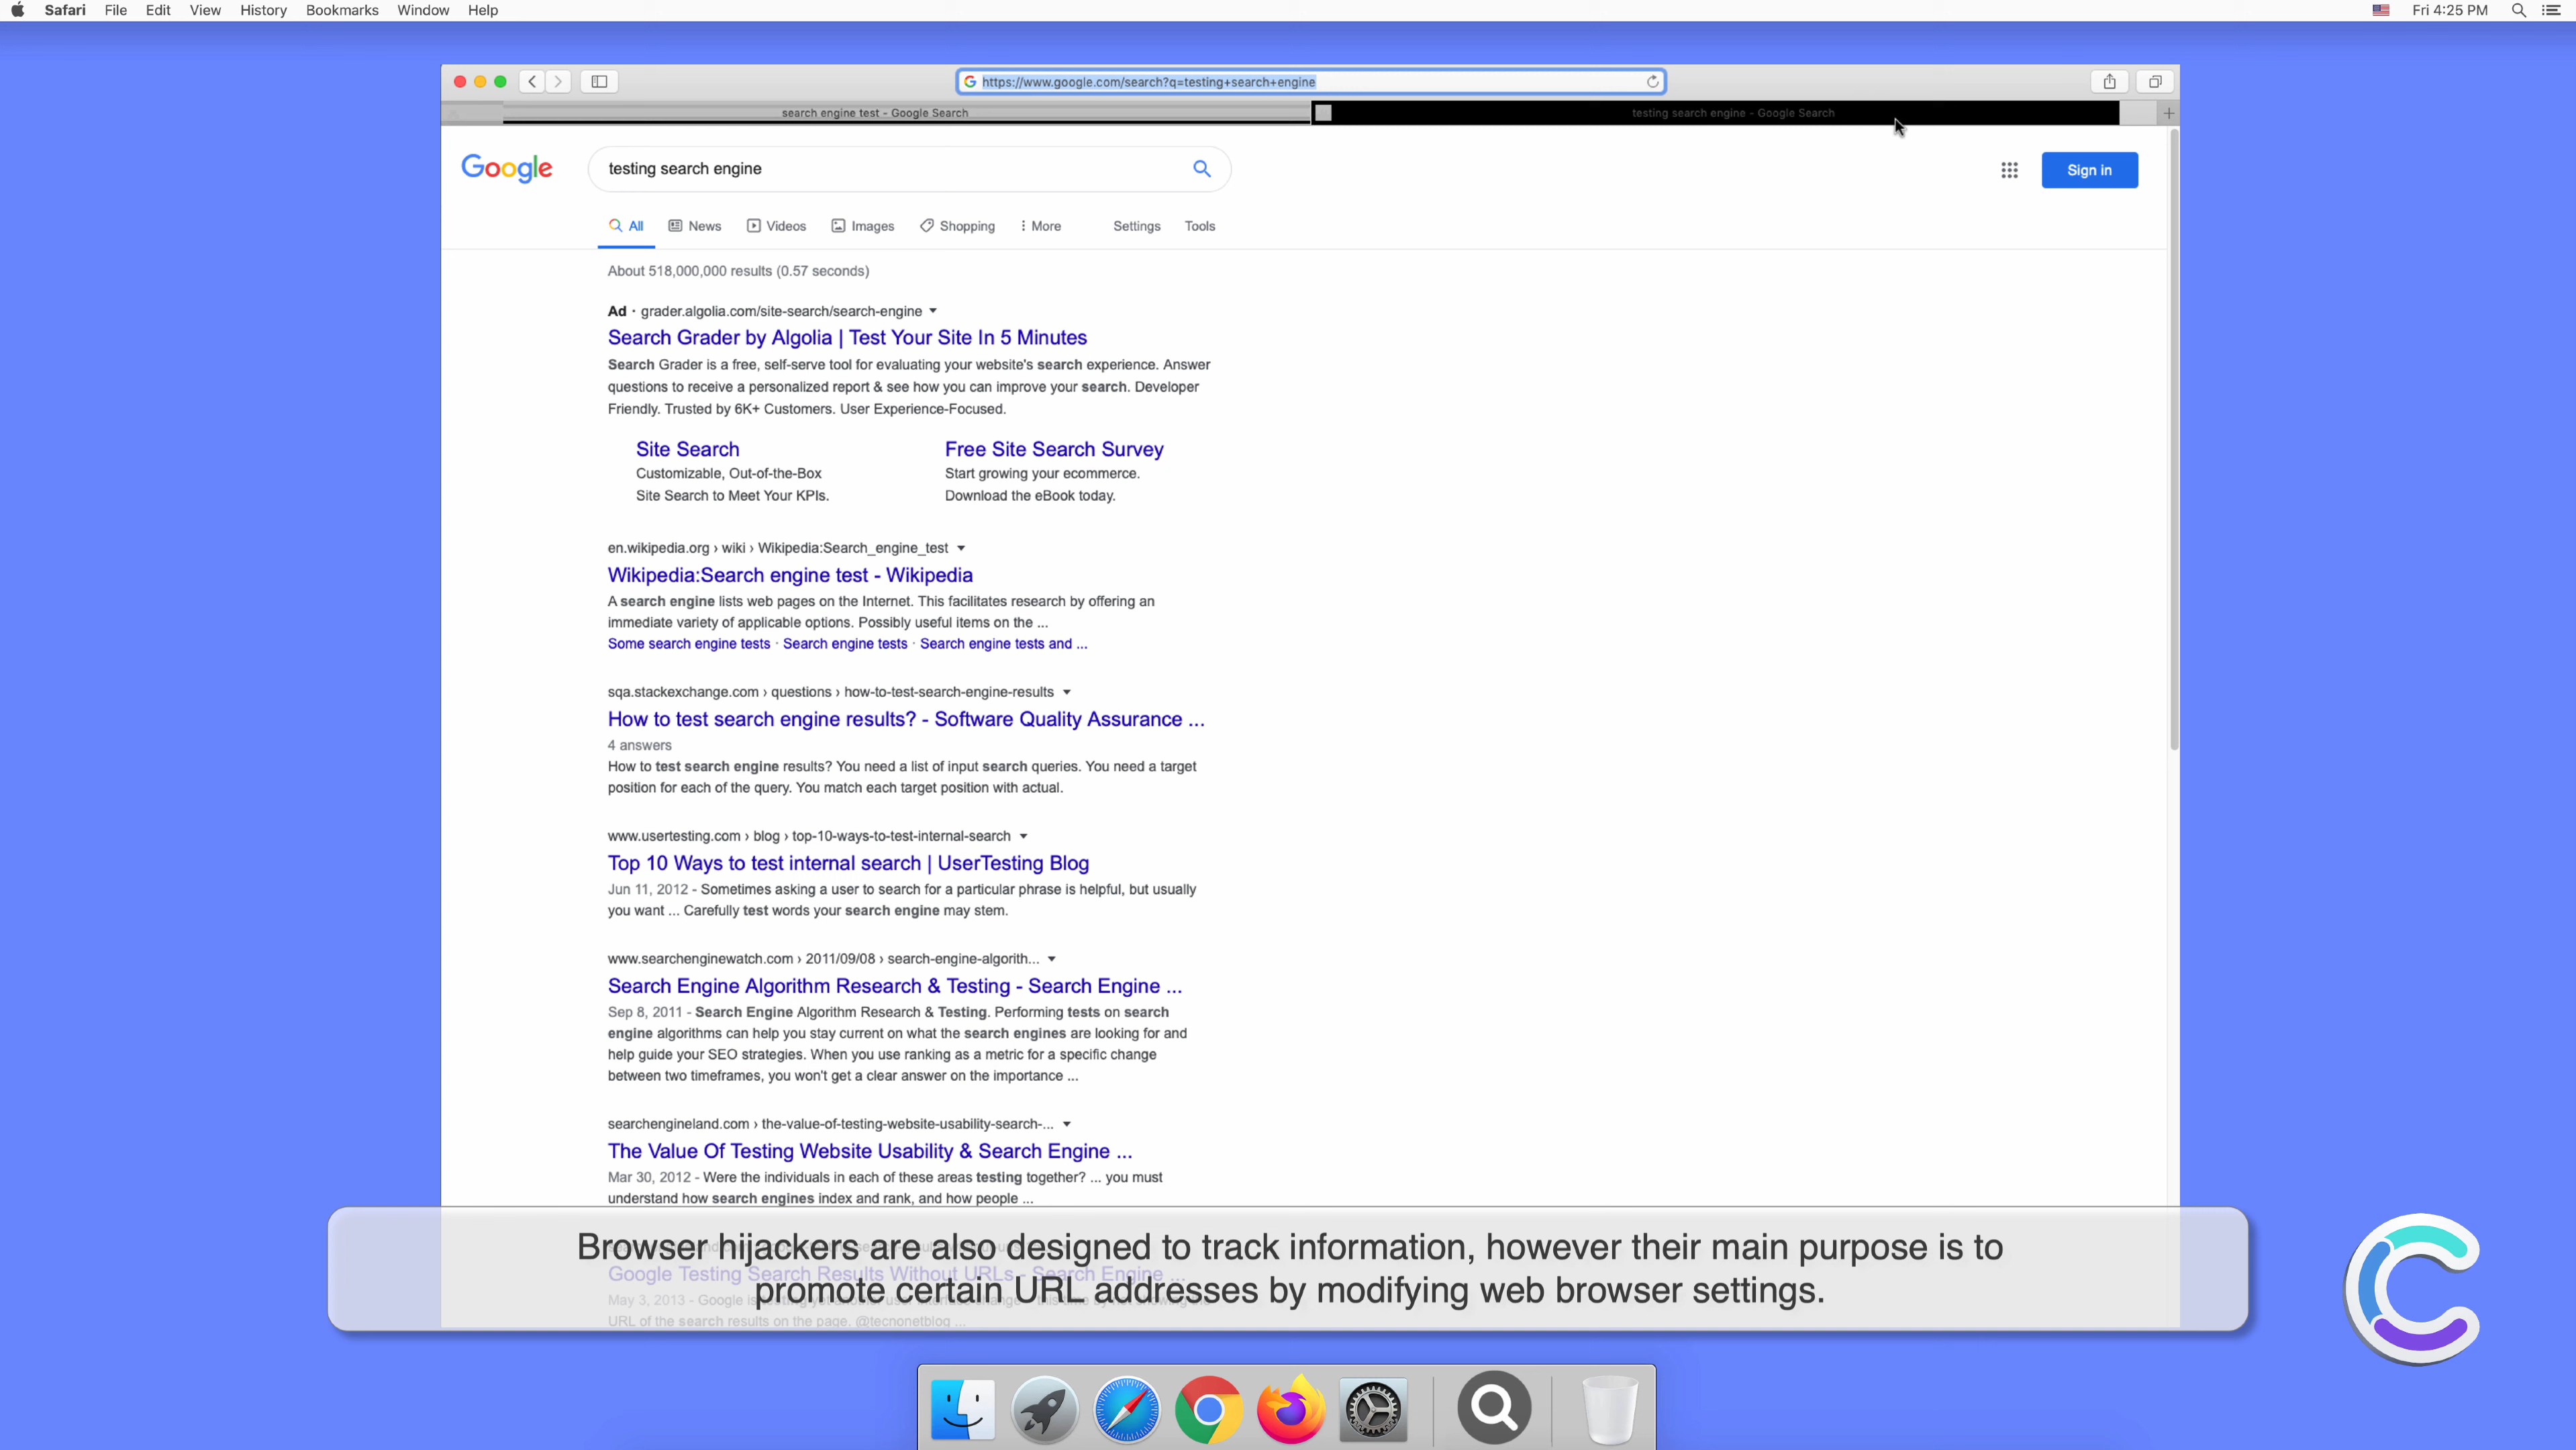 Safari File Edit View History Bookmarks Window Help Fri 4:25 PM
https://www.google.com/search?q=testing+search+engine
search engine test - Google Search testing search engine - Google Search
Google testing search engine Sign in
All News Videos Images Shopping More Settings Tools
About 518,000,000 results (0.57 seconds)
Ad · grader.algolia.com/site-search/search-engine
Search Grader by Algolia | Test Your Site In 5 Minutes
Search Grader is a free, self-serve tool for evaluating your website's search experience. Answer
questions to receive a personalized report & see how you can improve your search. Developer
Friendly. Trusted by 6K+ Customers. User Experience-Focused.
Site Search Free Site Search Survey
Customizable, Out-of-the-Box Start growing your ecommerce.
Site Search to Meet Your KPIs. Download the eBook today.
en.wikipedia.org › wiki › Wikipedia:Search_engine_test
Wikipedia:Search engine test - Wikipedia
A search engine lists web pages on the Internet. This facilitates research by offering an
immediate variety of applicable options. Possibly useful items on the ...
Some search engine tests · Search engine tests · Search engine tests and ...
sqa.stackexchange.com › questions › how-to-test-search-engine-results
How to test search engine results? - Software Quality Assurance ...
4 answers
How to test search engine results? You need a list of input search queries. You need a target
position for each of the query. You match each target position with actual.
www.usertesting.com › blog › top-10-ways-to-test-internal-search
Top 10 Ways to test internal search | UserTesting Blog
Jun 11, 2012 - Sometimes asking a user to search for a particular phrase is helpful, but usually
you want ... Carefully test words your search engine may stem.
www.searchenginewatch.com › 2011/09/08 › search-engine-algorith...
Search Engine Algorithm Research & Testing - Search Engine ...
Sep 8, 2011 - Search Engine Algorithm Research & Testing. Performing tests on search
engine algorithms can help you stay current on what the search engines are looking for and
help guide your SEO strategies. When you use ranking as a metric for a specific change
between two timeframes, you won't get a clear answer on the importance ...
searchengineland.com › the-value-of-testing-website-usability-search-...
The Value Of Testing Website Usability & Search Engine ...
Mar 30, 2012 - Were the individuals in each of these areas testing together? ... you must
understand how search engines index and rank, and how people ...
Browser hijackers are also designed to track information, however their main purpose is to
Google Testing Search Results Without URLs - Search Engine ...
promote certain URL addresses by modifying web browser settings.
May 3, 2013 - Google is testing yet another user interface change
URL of the search results on the page. @tecnonetblog ...